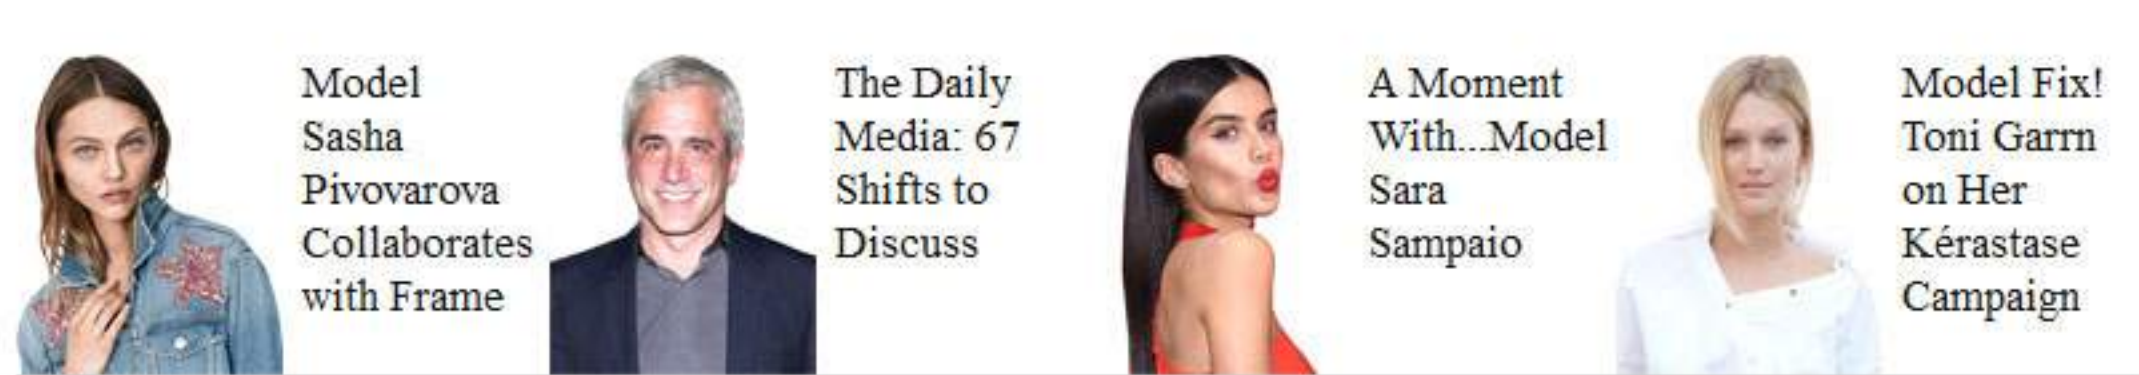 Model
Sasha
Pivovarova
Collaborates
with Frame
The Daily
Media: 67
Shifts to
Discuss
A Moment
With...Model
Sara
Sampaio
Model Fix!
Toni Garrn
on Her
Kérastase
Campaign